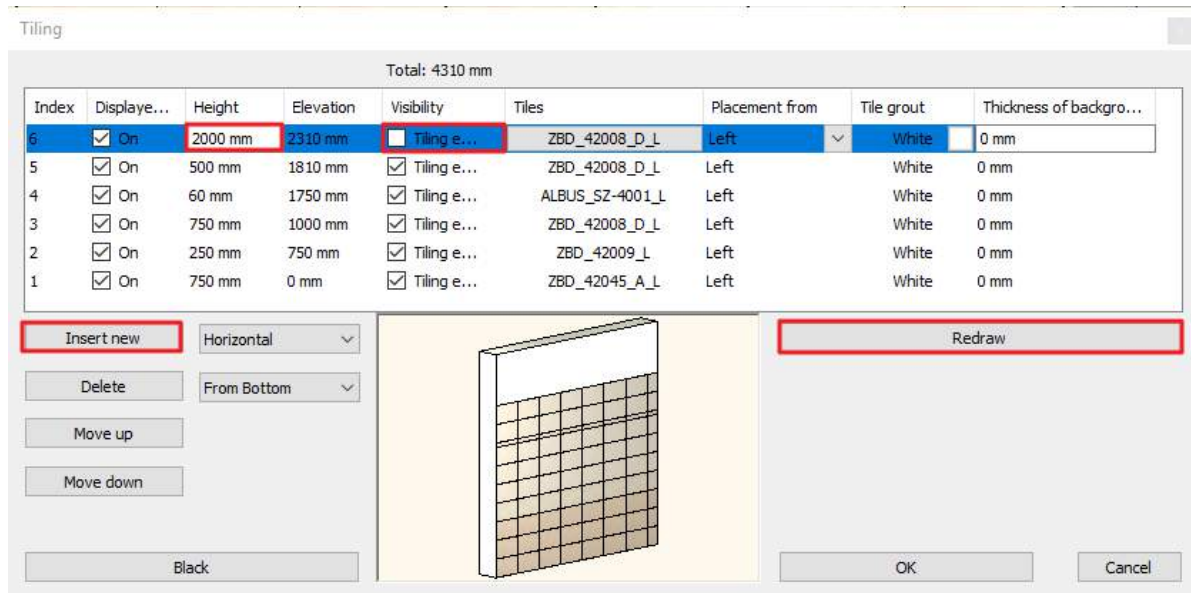 Tiling
Total: 4310 mm
Index Displaye... Height Elevation Visibility Tiles Placement from Tile grout Thickness of backgro...
6 On 2000 mm 2310 mm Tiling e... ZBD_42008_D_L Left White 0 mm
5 On 500 mm 1810 mm Tiling e... ZBD_42008_D_L Left White 0 mm
4 On 60 mm 1750 mm Tiling e... ALBUS_SZ-4001_L Left White 0 mm
3 On 750 mm 1000 mm Tiling e... ZBD_42008_D_L Left White 0 mm
2 On 250 mm 750 mm Tiling e... ZBD_42009_L Left White 0 mm
1 On 750 mm 0 mm Tiling e... ZBD_42045_A_L Left White 0 mm
Insert new Horizontal Redraw
Delete From Bottom
Move up
Move down
Black OK Cancel